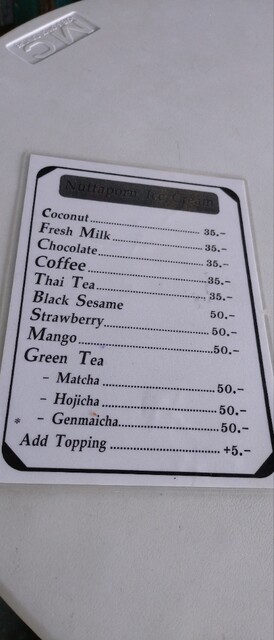 Nuttaporn Ice Cream
Coconut.......................... 35.-
Fresh Milk....................... 35.-
Chocolate........................ 35.-
Coffee........................... 35.-
Thai Tea......................... 35.-
Black Sesame 50.-
Strawberry....................... 50.-
Mango............................ 50.-
Green Tea
- Matcha ........................ 50.-
- Hojicha ....................... 50.-
* - Genmaicha.................... 50.-
Add Topping ..................... +5.-